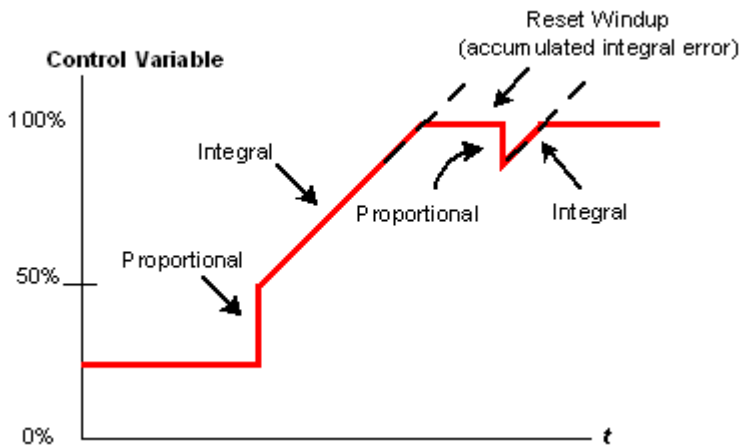 Reset Windup
(accumulated integral error)
Control Variable
100%
Integral
Proportional
Integral
Proportional
50%
0%
t